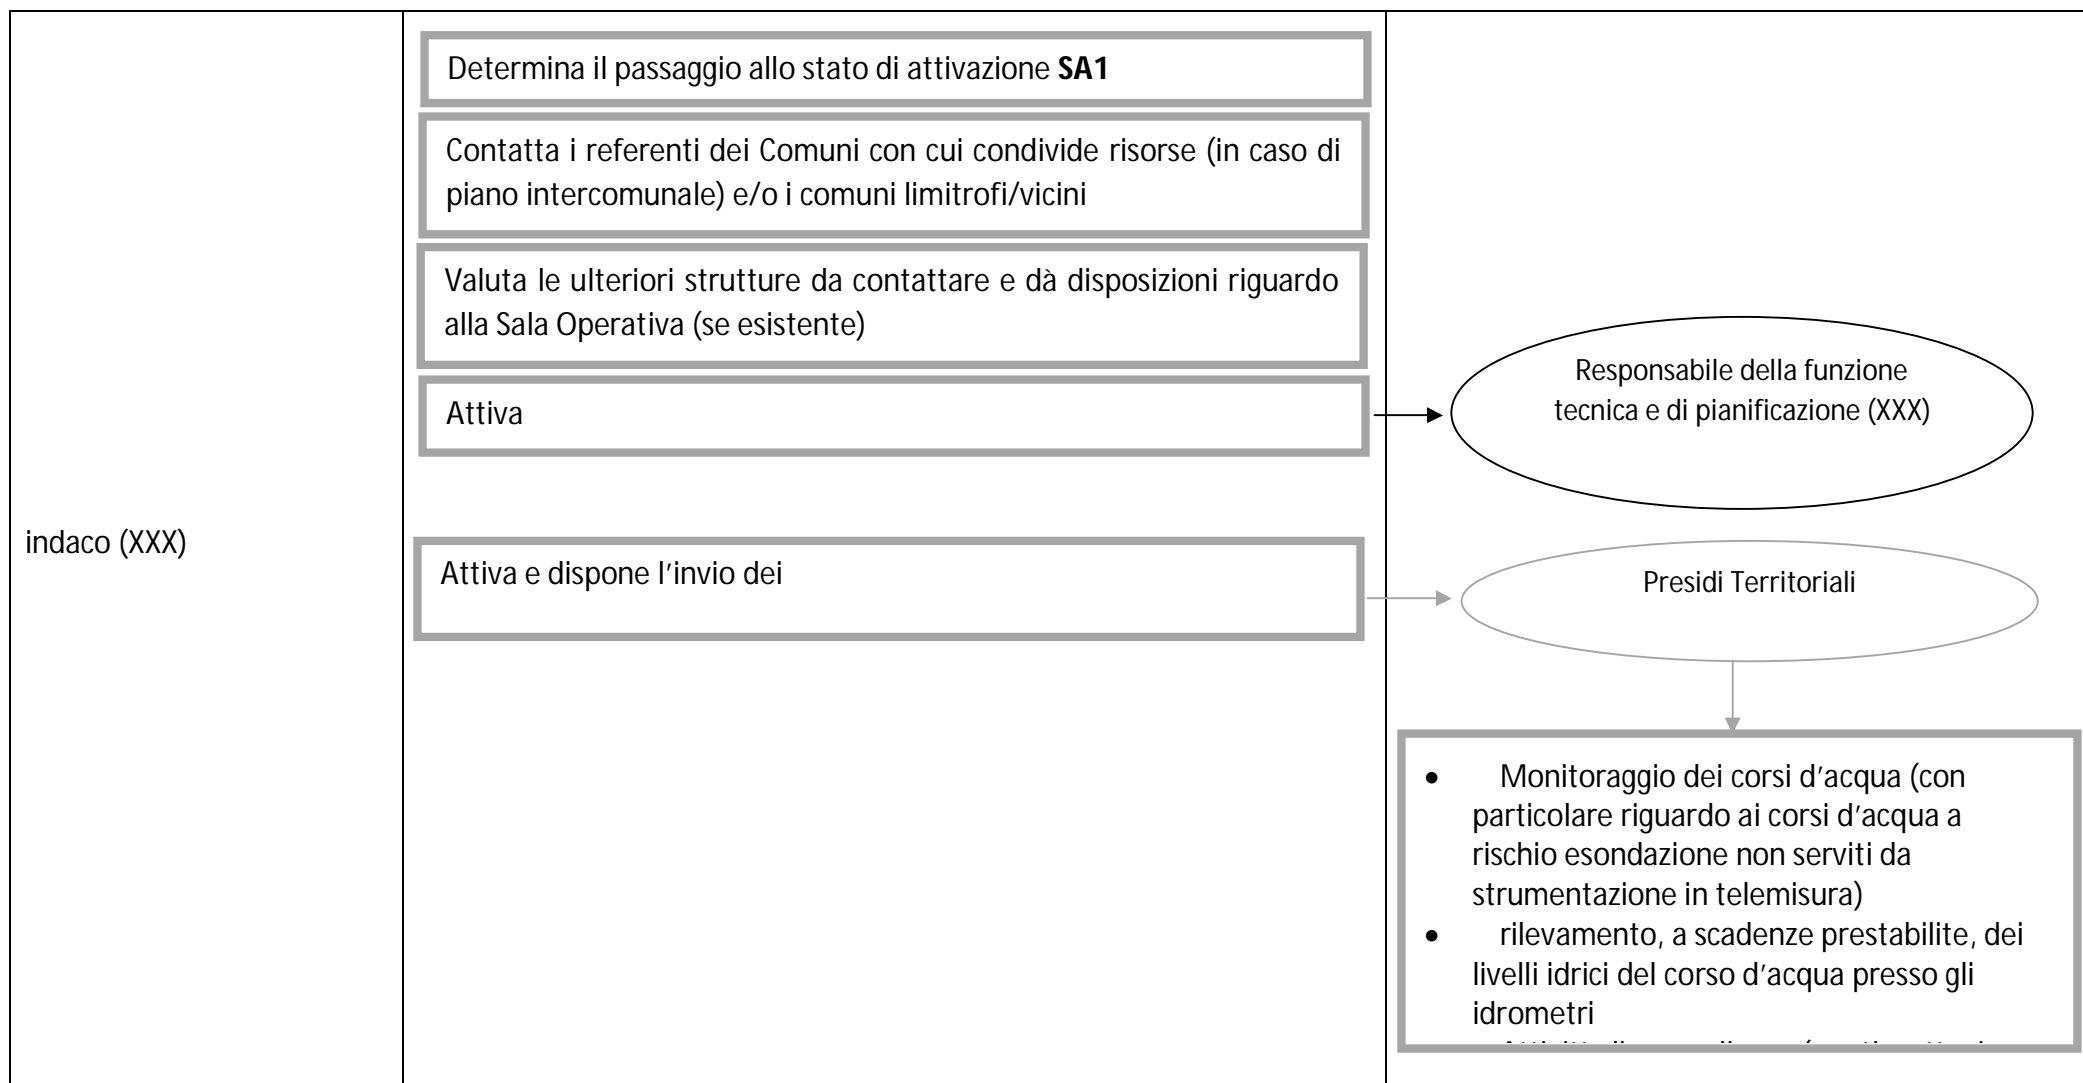 Determina il passaggio allo stato di attivazione SA1
Contatta i referenti dei Comuni con cui condivide risorse (in caso di
piano intercomunale) e/o i comuni limitrofi/vicini
Valuta le ulteriori strutture da contattare e dà disposizioni riguardo
alla Sala Operativa (se esistente)
Attiva
Responsabile della funzione
tecnica e di pianificazione (XXX)
indaco (XXX)
Attiva e dispone l’invio dei
Presidi Territoriali
• Monitoraggio dei corsi d’acqua (con
particolare riguardo ai corsi d’acqua a
rischio esondazione non serviti da
strumentazione in telemisura)
• rilevamento, a scadenze prestabilite, dei
livelli idrici del corso d’acqua presso gli
idrometri